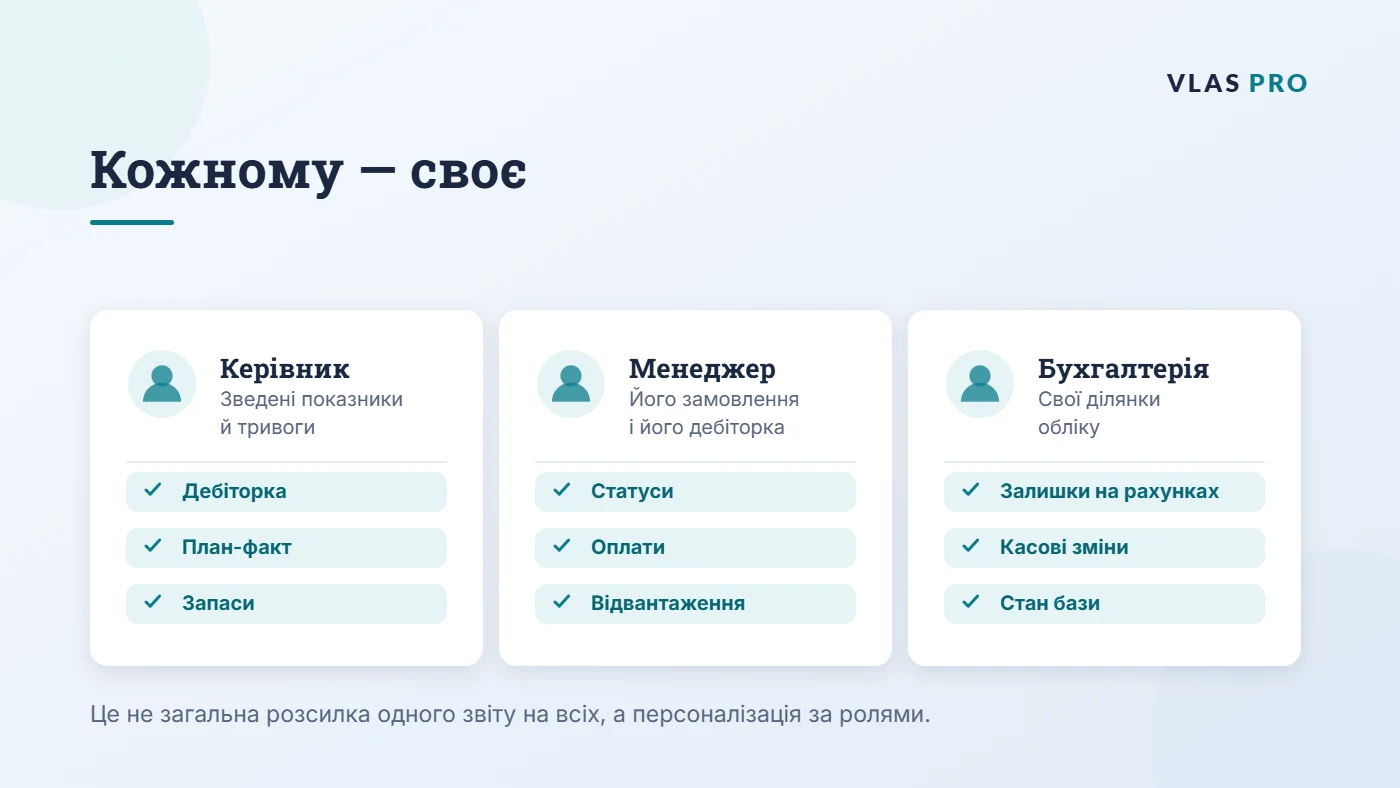 VLAS PRO
Кожному — своє
Керівник
Зведені показники
й тривоги
Дебіторка
План-факт
Запаси
Менеджер
Його замовлення
і його дебіторка
Статуси
Оплати
Відвантаження
Бухгалтерія
Свої ділянки
обліку
Залишки на рахунках
Касові зміни
Стан бази
Це не загальна розсилка одного звіту на всіх, а персоналізація за ролями.